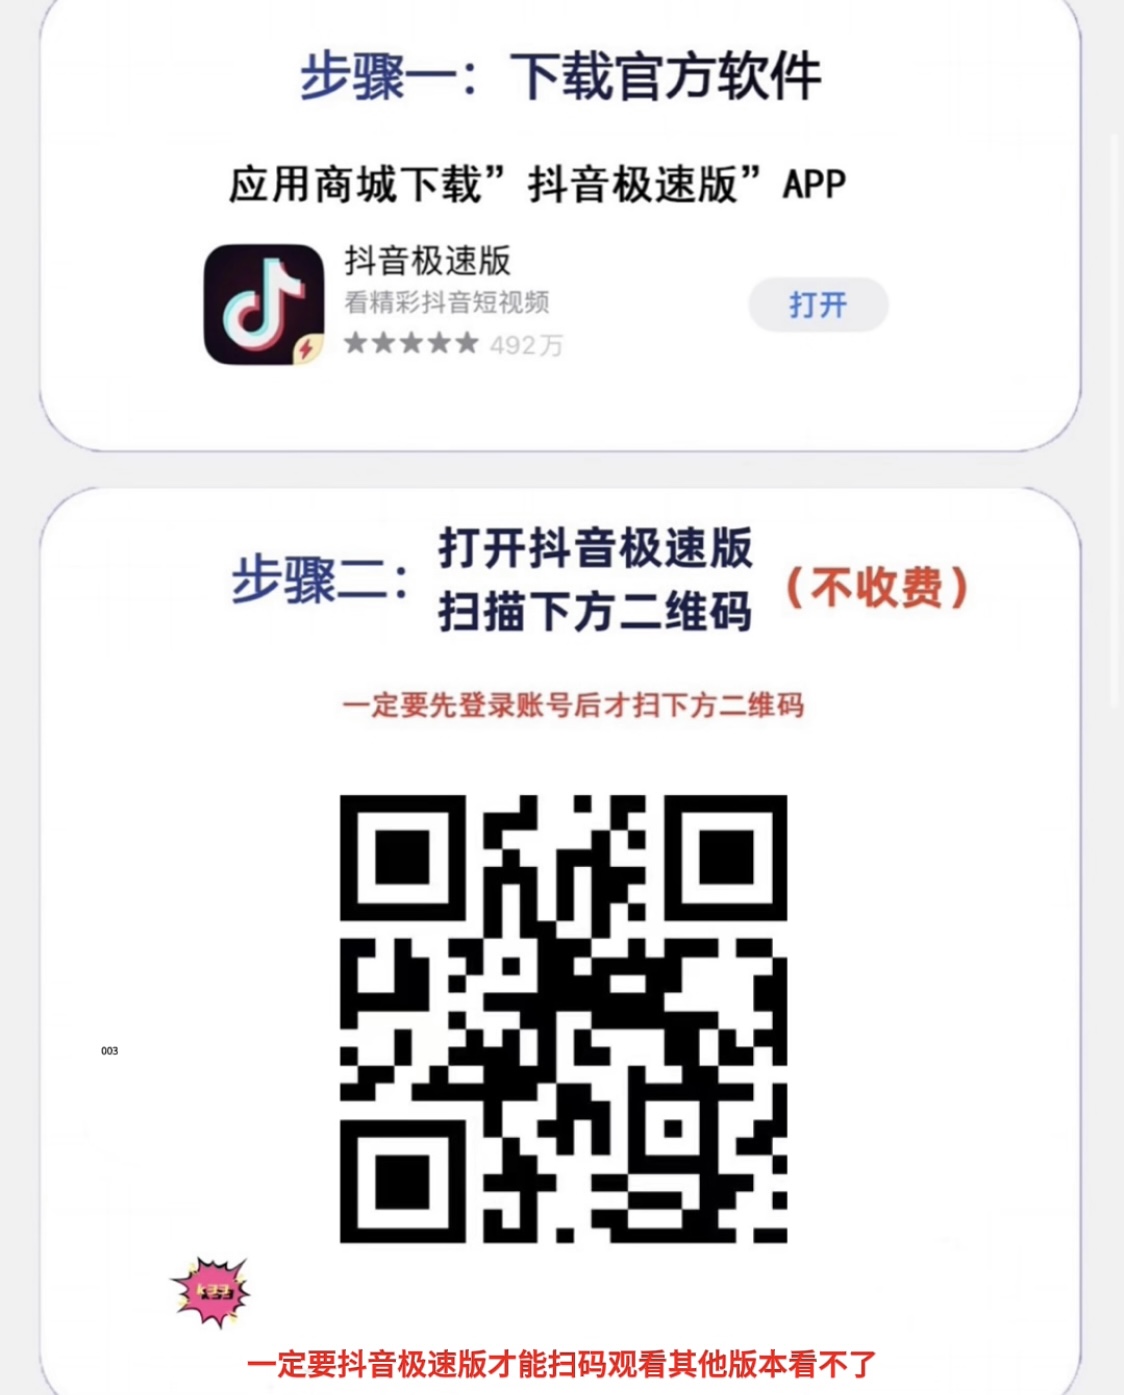 步骤一：下载官方软件
应用商城下载”抖音极速版”APP
抖音极速版
看精彩抖音短视频
492万
打开
步骤二：
打开抖音极速版
扫描下方二维码
（不收费）
一定要先登录账号后才扫下方二维码
003
k33
一定要抖音极速版才能扫码观看其他版本看不了